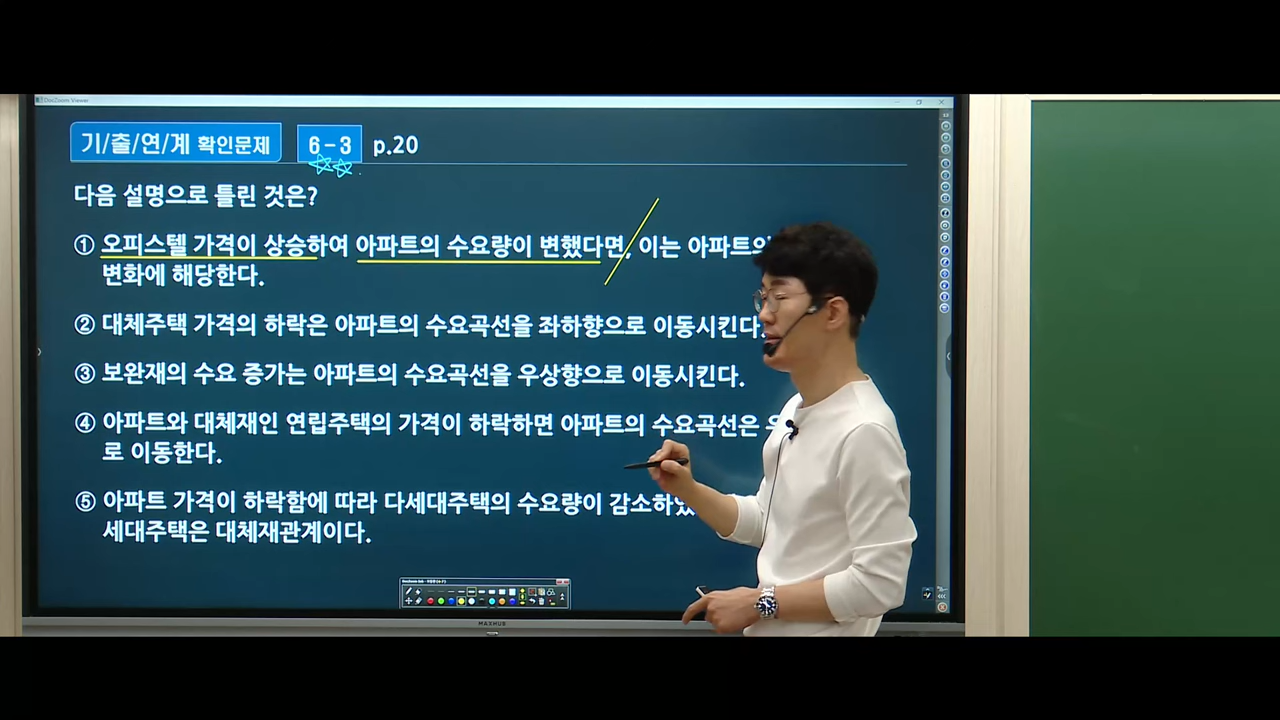 DocZoom Viewer
기/출/연/계 확인문제 6-3 p.20
다음 설명으로 틀린 것은?
① 오피스텔 가격이 상승하여 아파트의 수요량이 변했다면, 이는 아파트의
변화에 해당한다.
② 대체주택 가격의 하락은 아파트의 수요곡선을 좌하향으로 이동시킨다.
③ 보완재의 수요 증가는 아파트의 수요곡선을 우상향으로 이동시킨다.
④ 아파트와 대체재인 연립주택의 가격이 하락하면 아파트의 수요곡선은
로 이동한다.
⑤ 아파트 가격이 하락함에 따라 다세대주택의 수요량이 감소하였
세대주택은 대체재관계이다.
MAXHUB